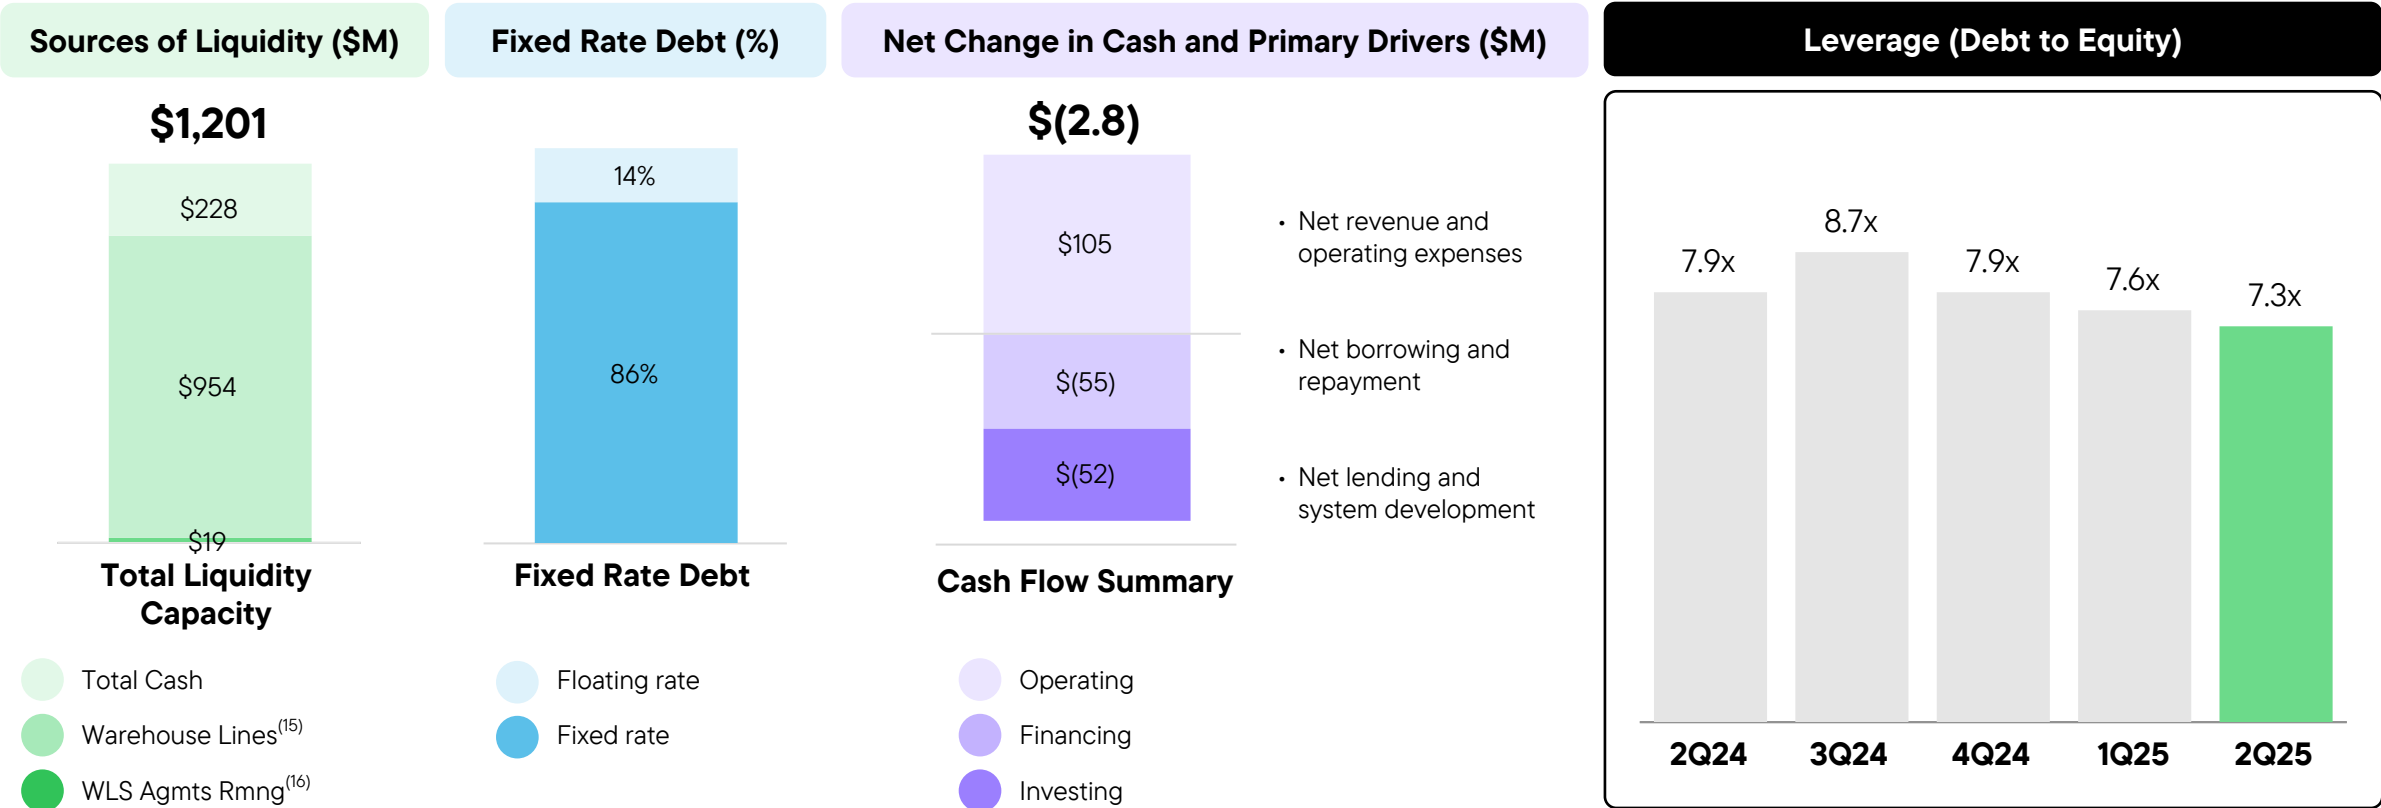 Sources of Liquidity ($M)
$1,201
$228
$954
$19
Total Liquidity
Capacity
Total Cash
Warehouse Lines(15)
WLS Agmts Rmng(16)
Fixed Rate Debt (%)
14%
86%
Fixed Rate Debt
Floating rate
Fixed rate
Net Change in Cash and Primary Drivers ($M)
$(2.8)
$105
$(55)
$(52)
• Net revenue and
operating expenses
• Net borrowing and
repayment
• Net lending and
system development
Cash Flow Summary
Operating
Financing
Investing
Leverage (Debt to Equity)
7.9x
8.7x
7.9x
7.6x
7.3x
2Q24
3Q24
4Q24
1Q25
2Q25